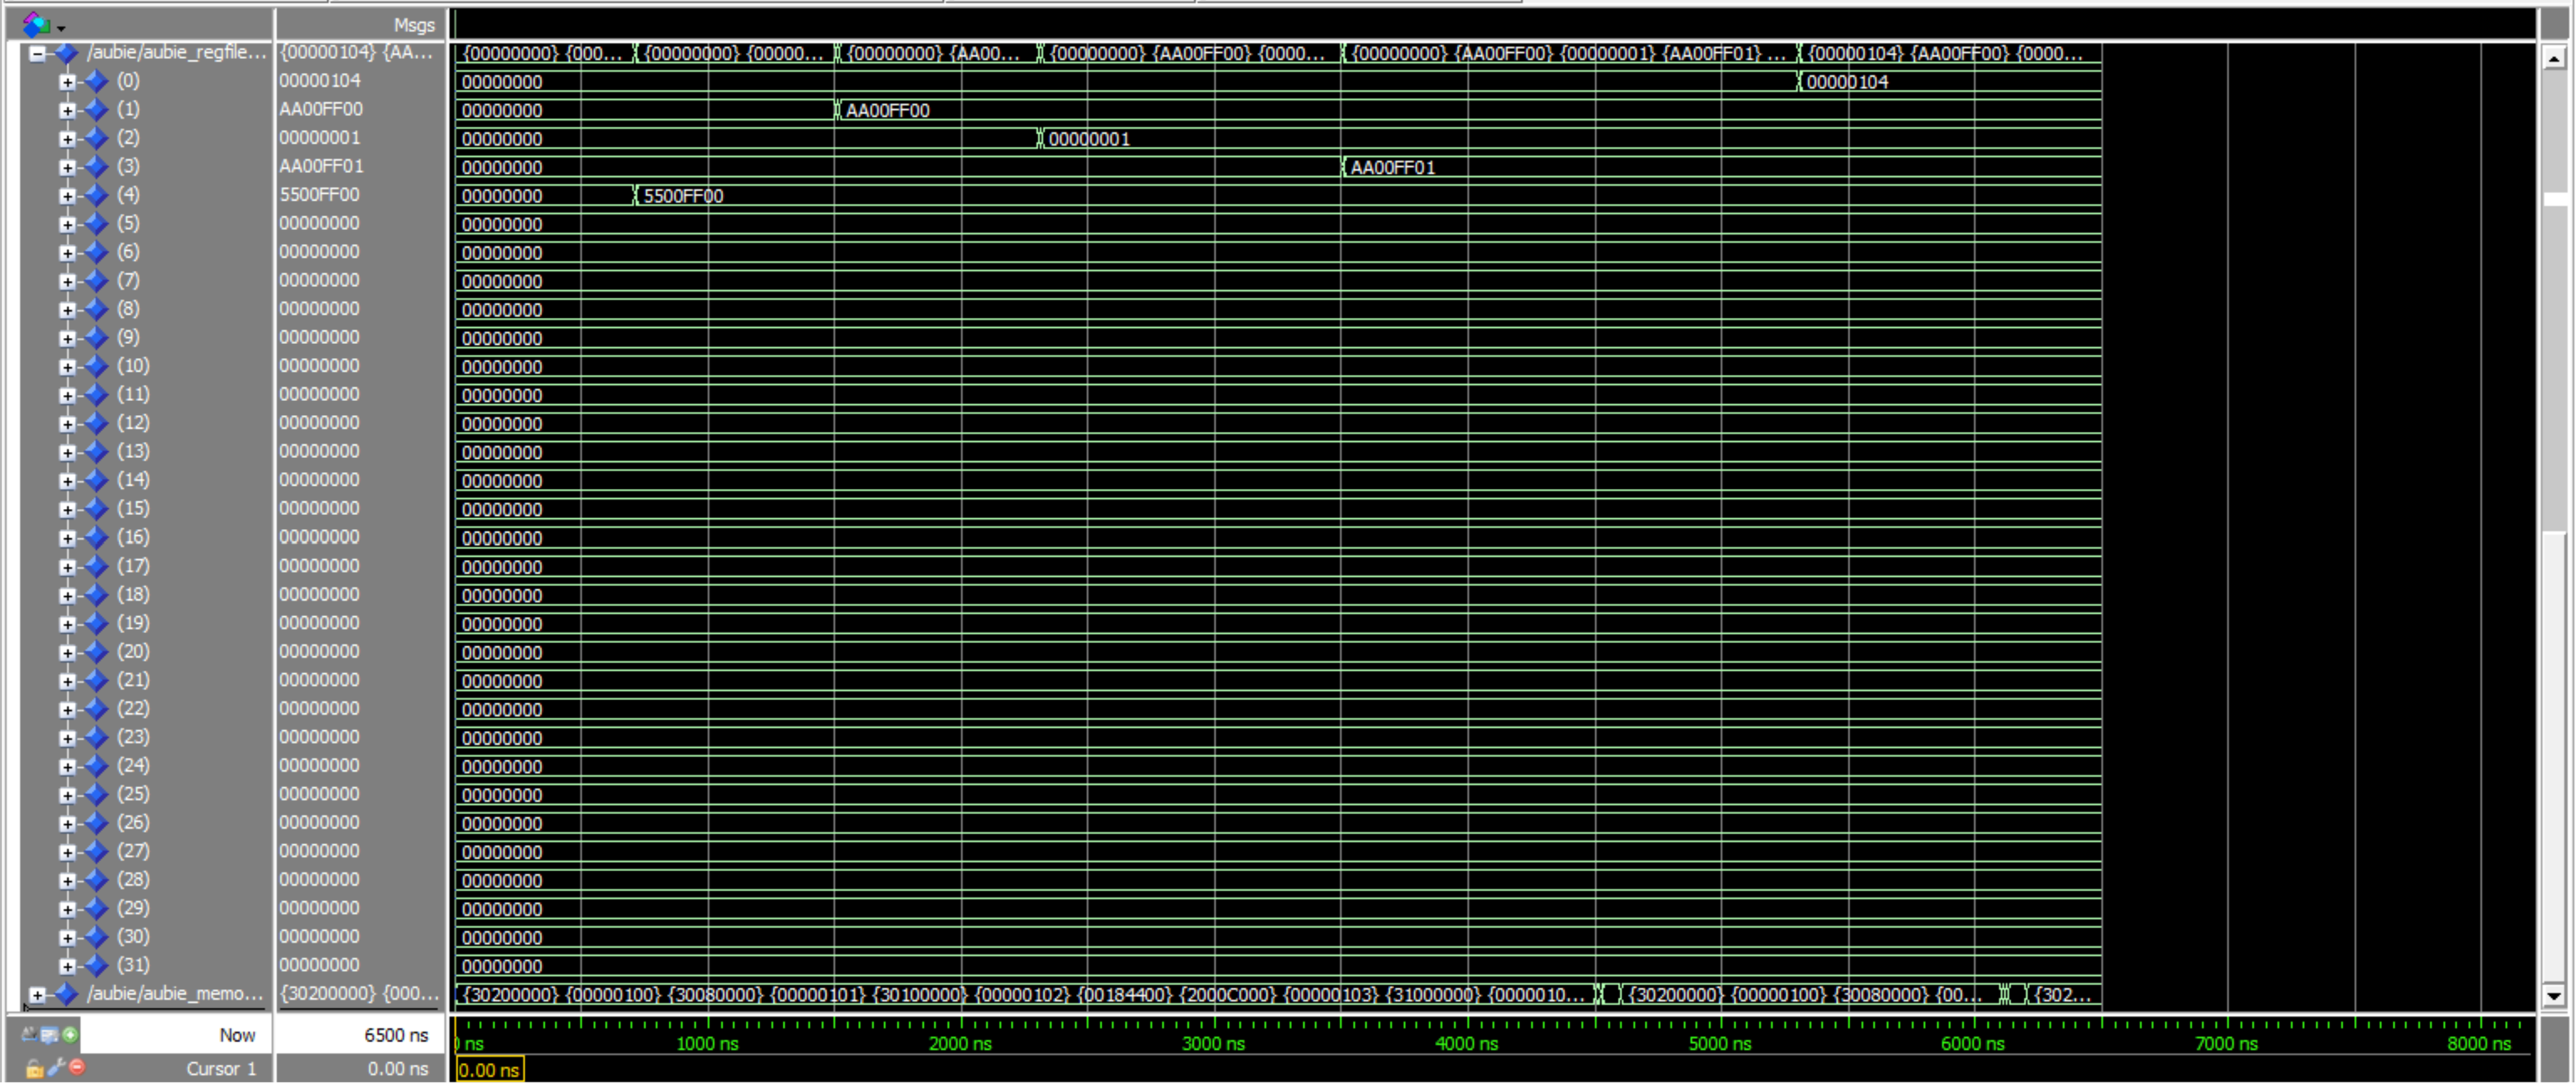 Msgs
/aubie/aubie_regfile... {00000104} {AA... {00000000} {000... {00000000} {00000... {00000000} {AA00... {00000000} {AA00FF00} {0000... {00000000} {AA00FF00} {00000001} {AA00FF01} ... {00000104} {AA00FF00} {0000...
(0) 00000104 00000000 00000104
(1) AA00FF00 00000000 AA00FF00
(2) 00000001 00000000 00000001
(3) AA00FF01 00000000 AA00FF01
(4) 5500FF00 00000000 5500FF00
(5) 00000000 00000000
(6) 00000000 00000000
(7) 00000000 00000000
(8) 00000000 00000000
(9) 00000000 00000000
(10) 00000000 00000000
(11) 00000000 00000000
(12) 00000000 00000000
(13) 00000000 00000000
(14) 00000000 00000000
(15) 00000000 00000000
(16) 00000000 00000000
(17) 00000000 00000000
(18) 00000000 00000000
(19) 00000000 00000000
(20) 00000000 00000000
(21) 00000000 00000000
(22) 00000000 00000000
(23) 00000000 00000000
(24) 00000000 00000000
(25) 00000000 00000000
(26) 00000000 00000000
(27) 00000000 00000000
(28) 00000000 00000000
(29) 00000000 00000000
(30) 00000000 00000000
(31) 00000000 00000000
/aubie/aubie_memo... {30200000} {000... {30200000} {00000100} {30080000} {00000101} {30100000} {00000102} {00184400} {2000C000} {00000103} {31000000} {0000010... {30200000} {00000100} {30080000} {00... {302...
Now 6500 ns ns 1000 ns 2000 ns 3000 ns 4000 ns 5000 ns 6000 ns 7000 ns 8000 ns
Cursor 1 0.00 ns 0.00 ns